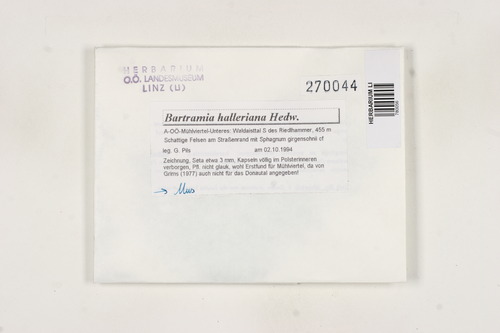 HERBARIUM
O.Ö. LANDESMUSEUM
LINZ (LI)
270044
HERBARIUM LI
Bartramia halleriana Hedw.
A-OÖ-Mühlviertel-Unteres: Waldaisttal S des Riedlhammer, 455 m
Schattige Felsen am Straßenrand mit Sphagnum girgensohnii cf
leg. G. Pils am 02.10.1994
Zeichnung, Seta etwa 3 mm, Kapseln völlig im Polsterinneren
verborgen, Pfl. nicht glauk, wohl Erstfund für Mühlviertel, da von
Grims (1977) auch nicht für das Donautal angegeben!